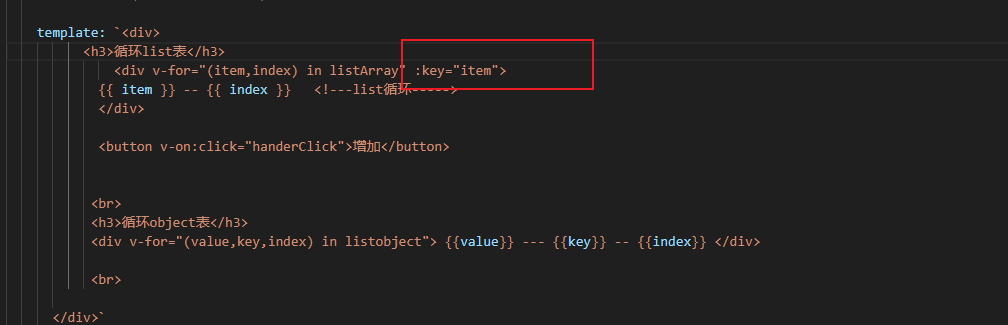 template: `<div>
<h3>循环list表</h3>
<div v-for="(item,index) in listArray" :key="item">
{{ item }} -- {{ index }} <!---list循环----->
</div>
<button v-on:click="handerClick">增加</button>
<br>
<h3>循环object表</h3>
<div v-for="(value,key,index) in listobject"> {{value}} --- {{key}} -- {{index}} </div>
<br>
</div>`